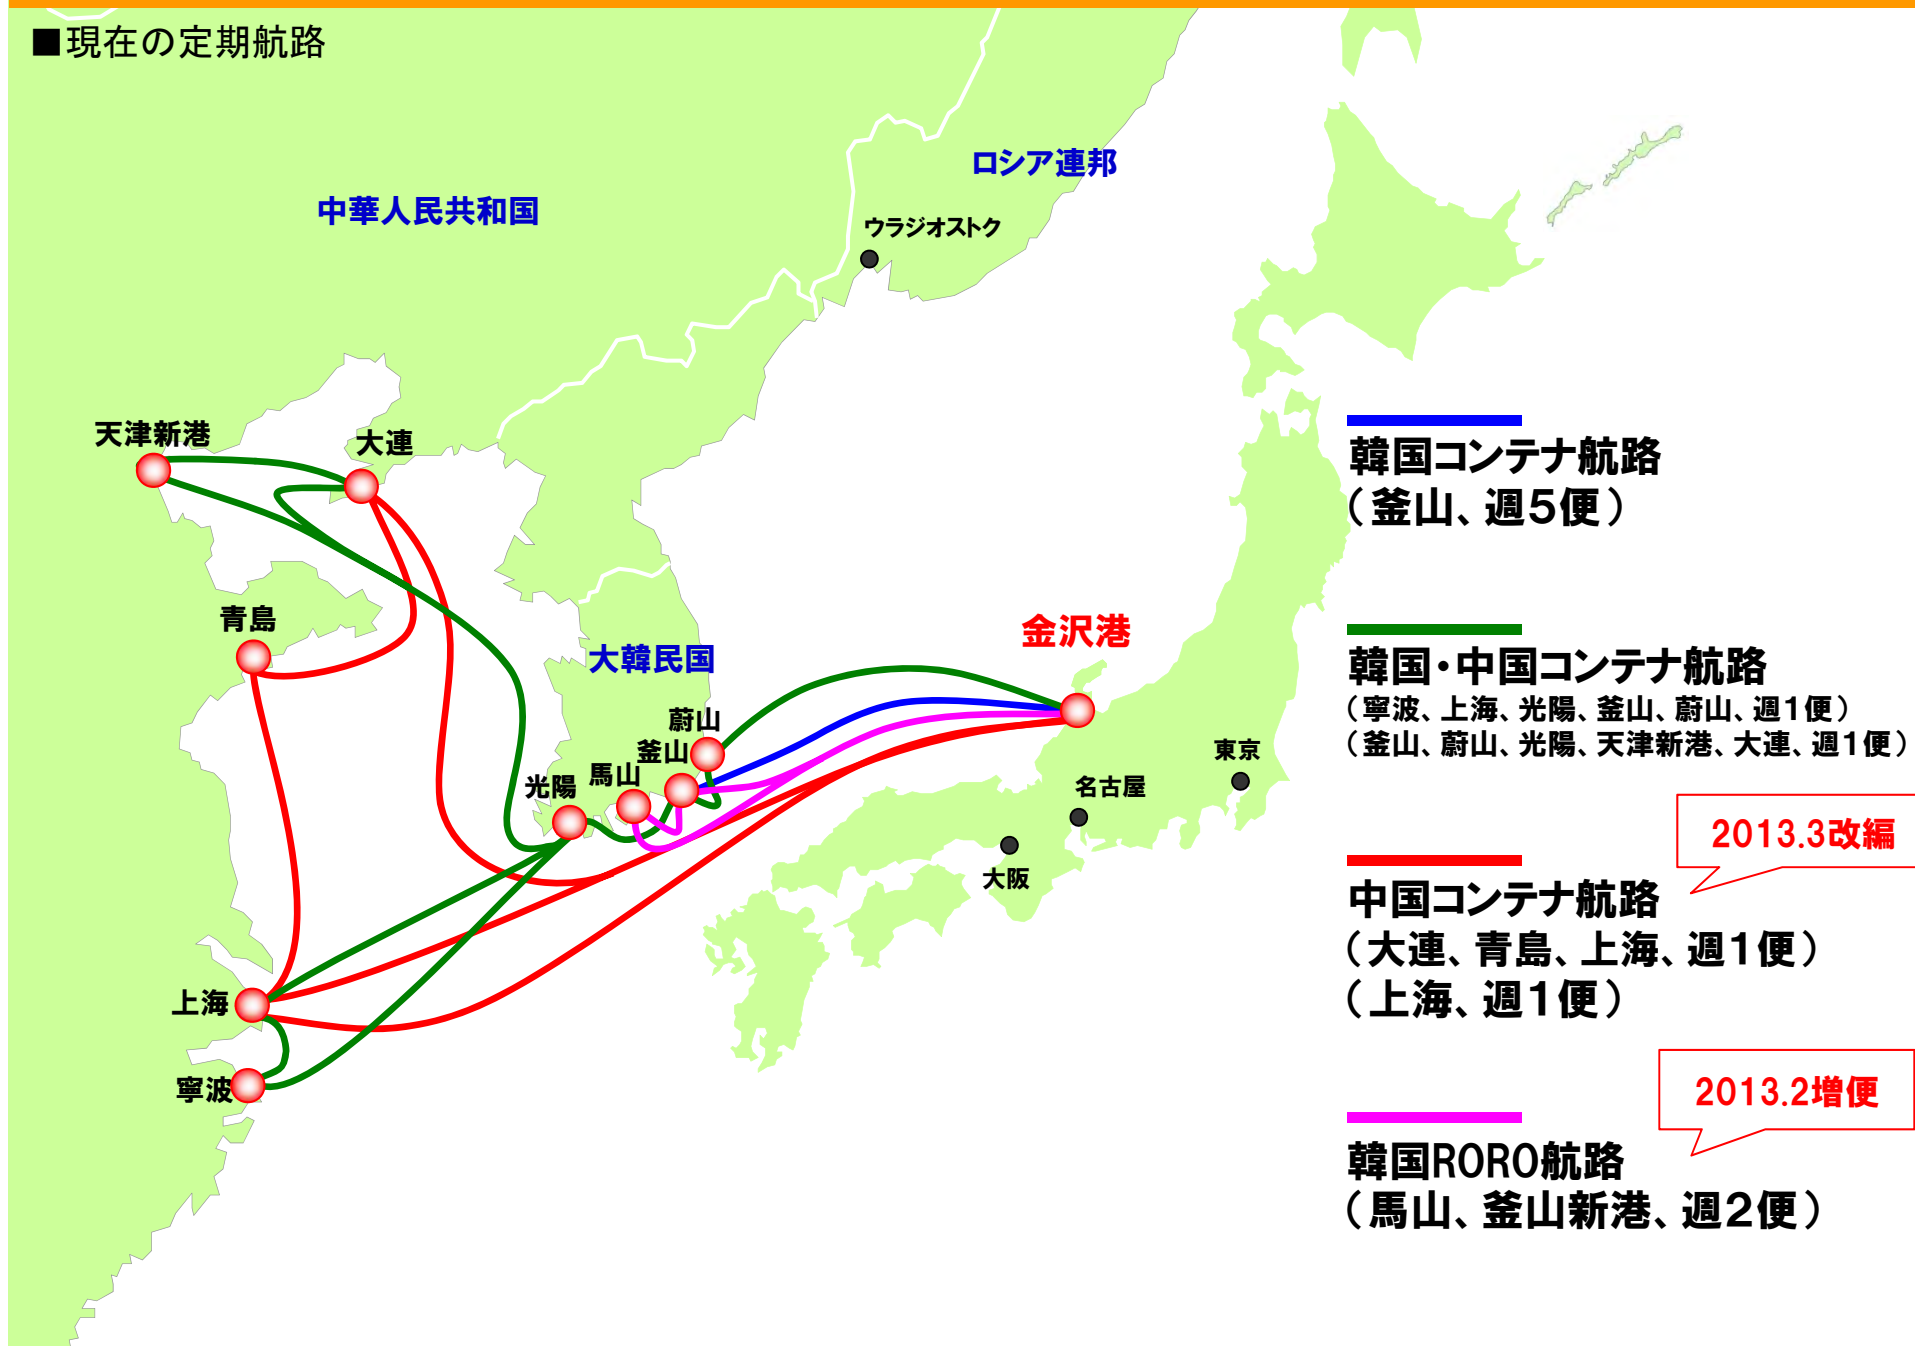 ■現在の定期航路
ロシア連邦
中華人民共和国
ウラジオストク
天津新港
大連
青島
大韓民国
金沢港
蔚山
釜山
馬山
光陽
東京
名古屋
大阪
上海
寧波
韓国コンテナ航路
(釜山、週5便)
韓国・中国コンテナ航路
(寧波、上海、光陽、釜山、蔚山、週1便)
(釜山、蔚山、光陽、天津新港、大連、週1便)
2013.3改編
中国コンテナ航路
(大連、青島、上海、週1便)
(上海、週1便)
2013.2増便
韓国RORO航路
(馬山、釜山新港、週2便)